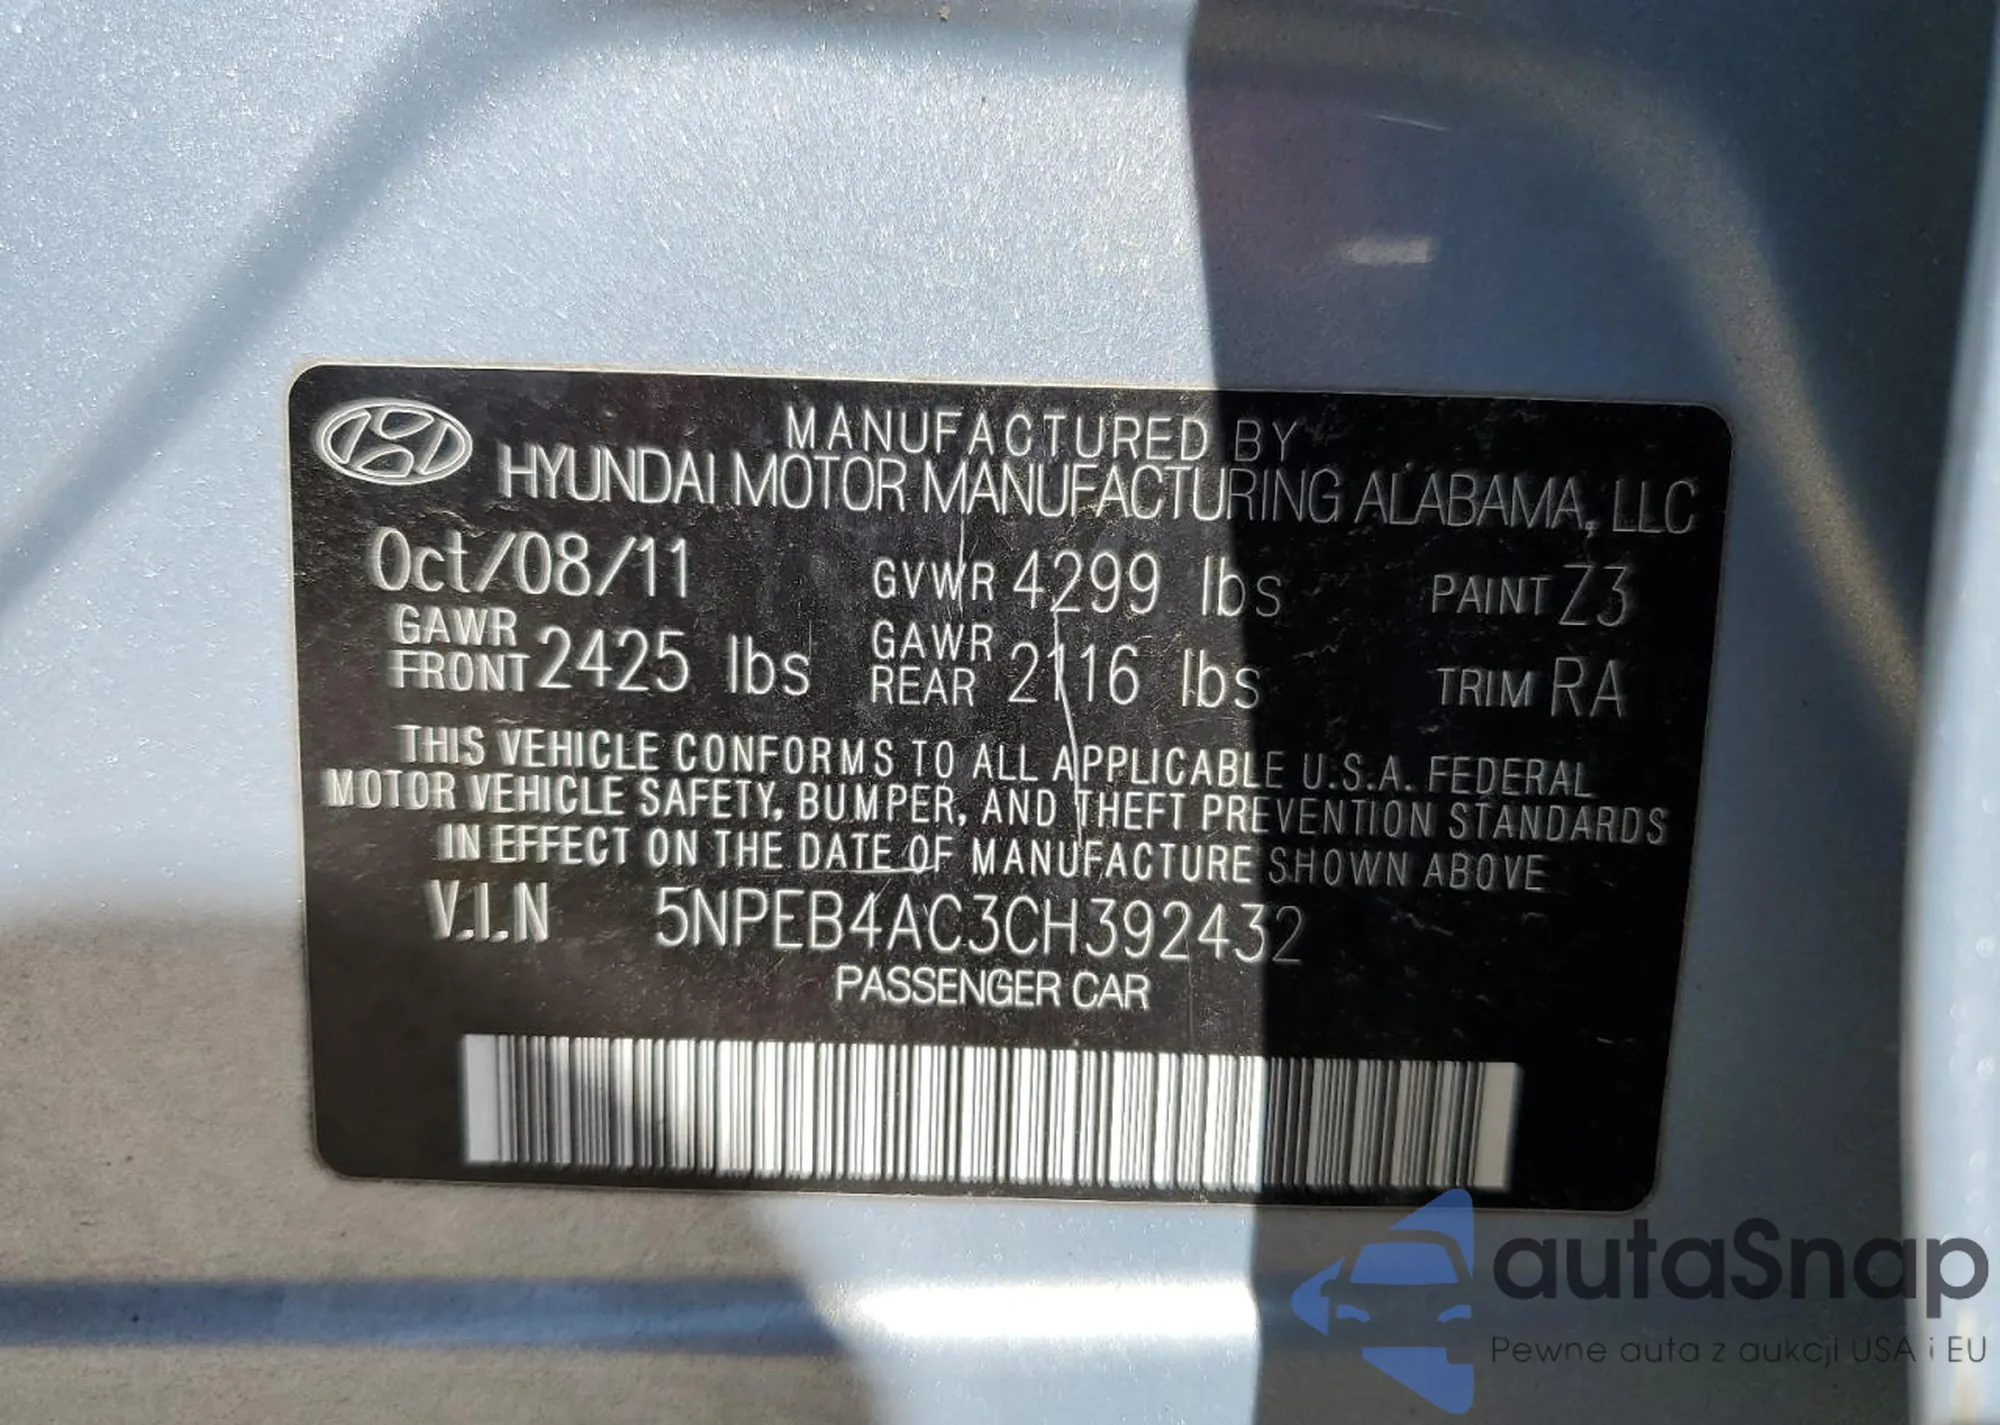 MANUFACTURED BY
HYUNDAI MOTOR MANUFACTURING ALABAMA, LLC
Oct/08/11 GVWR 4299 lbs PAINT Z3
GAWR FRONT 2425 lbs GAWR REAR 2116 lbs TRIM RA
THIS VEHICLE CONFORMS TO ALL APPLICABLE U.S.A. FEDERAL
MOTOR VEHICLE SAFETY, BUMPER, AND THEFT PREVENTION STANDARDS
IN EFFECT ON THE DATE OF MANUFACTURE SHOWN ABOVE
V.I.N 5NPEB4AC3CH392432
PASSENGER CAR
autaSnap
Pewne auta z aukcji USA i EU